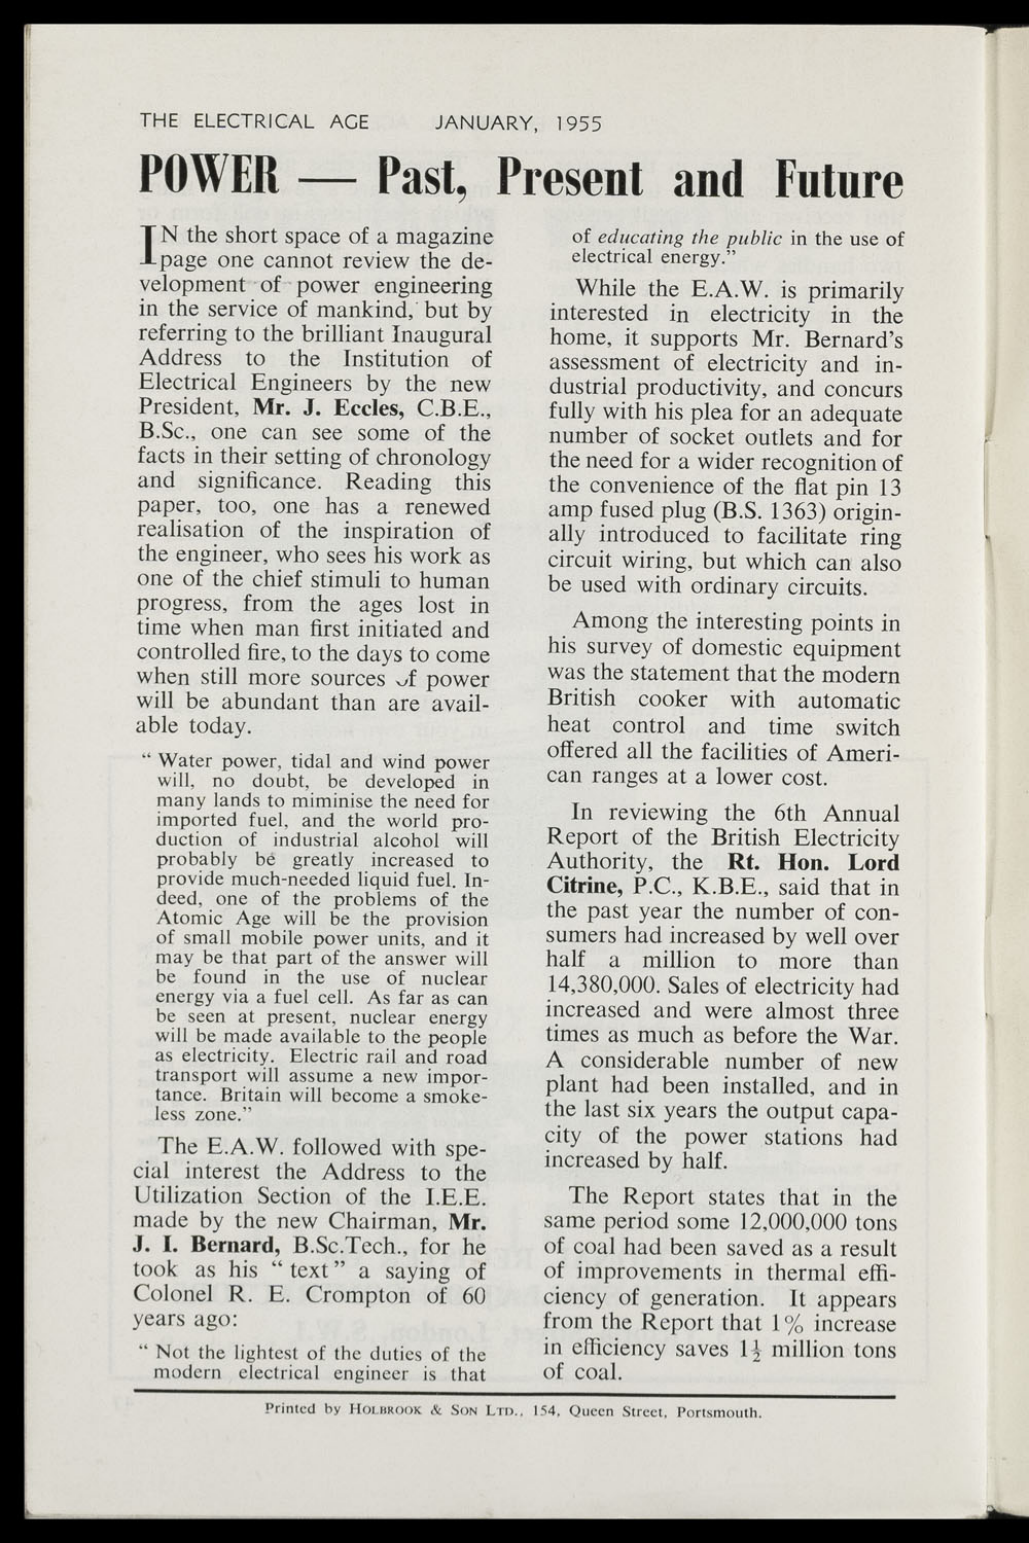 THE ELECTRICAL AGE JANUARY, 1955
POWER — Past, Present and Future
IN the short space of a magazine
page one cannot review the de-
velopment of power engineering
in the service of mankind, but by
referring to the brilliant Inaugural
Address to the Institution of
Electrical Engineers by the new
President, Mr. J. Eccles, C.B.E.,
B.Sc., one can see some of the
facts in their setting of chronology
and significance. Reading this
paper, too, one has a renewed
realisation of the inspiration of
the engineer, who sees his work as
one of the chief stimuli to human
progress, from the ages lost in
time when man first initiated and
controlled fire, to the days to come
when still more sources of power
will be abundant than are avail-
able today.
“ Water power, tidal and wind power
will, no doubt, be developed in
many lands to miminise the need for
imported fuel, and the world pro-
duction of industrial alcohol will
probably be greatly increased to
provide much-needed liquid fuel. In-
deed, one of the problems of the
Atomic Age will be the provision
of small mobile power units, and it
may be that part of the answer will
be found in the use of nuclear
energy via a fuel cell. As far as can
be seen at present, nuclear energy
will be made available to the people
as electricity. Electric rail and road
transport will assume a new impor-
tance. Britain will become a smoke-
less zone.”
The E.A.W. followed with spe-
cial interest the Address to the
Utilization Section of the I.E.E.
made by the new Chairman, Mr.
J. I. Bernard, B.Sc.Tech., for he
took as his “ text ” a saying of
Colonel R. E. Crompton of 60
years ago:
“ Not the lightest of the duties of the
modern electrical engineer is that
of educating the public in the use of
electrical energy.”
While the E.A.W. is primarily
interested in electricity in the
home, it supports Mr. Bernard’s
assessment of electricity and in-
dustrial productivity, and concurs
fully with his plea for an adequate
number of socket outlets and for
the need for a wider recognition of
the convenience of the flat pin 13
amp fused plug (B.S. 1363) origin-
ally introduced to facilitate ring
circuit wiring, but which can also
be used with ordinary circuits.
Among the interesting points in
his survey of domestic equipment
was the statement that the modern
British cooker with automatic
heat control and time switch
offered all the facilities of Ameri-
can ranges at a lower cost.
In reviewing the 6th Annual
Report of the British Electricity
Authority, the Rt. Hon. Lord
Citrine, P.C., K.B.E., said that in
the past year the number of con-
sumers had increased by well over
half a million to more than
14,380,000. Sales of electricity had
increased and were almost three
times as much as before the War.
A considerable number of new
plant had been installed, and in
the last six years the output capa-
city of the power stations had
increased by half.
The Report states that in the
same period some 12,000,000 tons
of coal had been saved as a result
of improvements in thermal effi-
ciency of generation. It appears
from the Report that 1% increase
in efficiency saves 1½ million tons
of coal.
Printed by HOLBROOK & SON LTD., 154, Queen Street, Portsmouth.